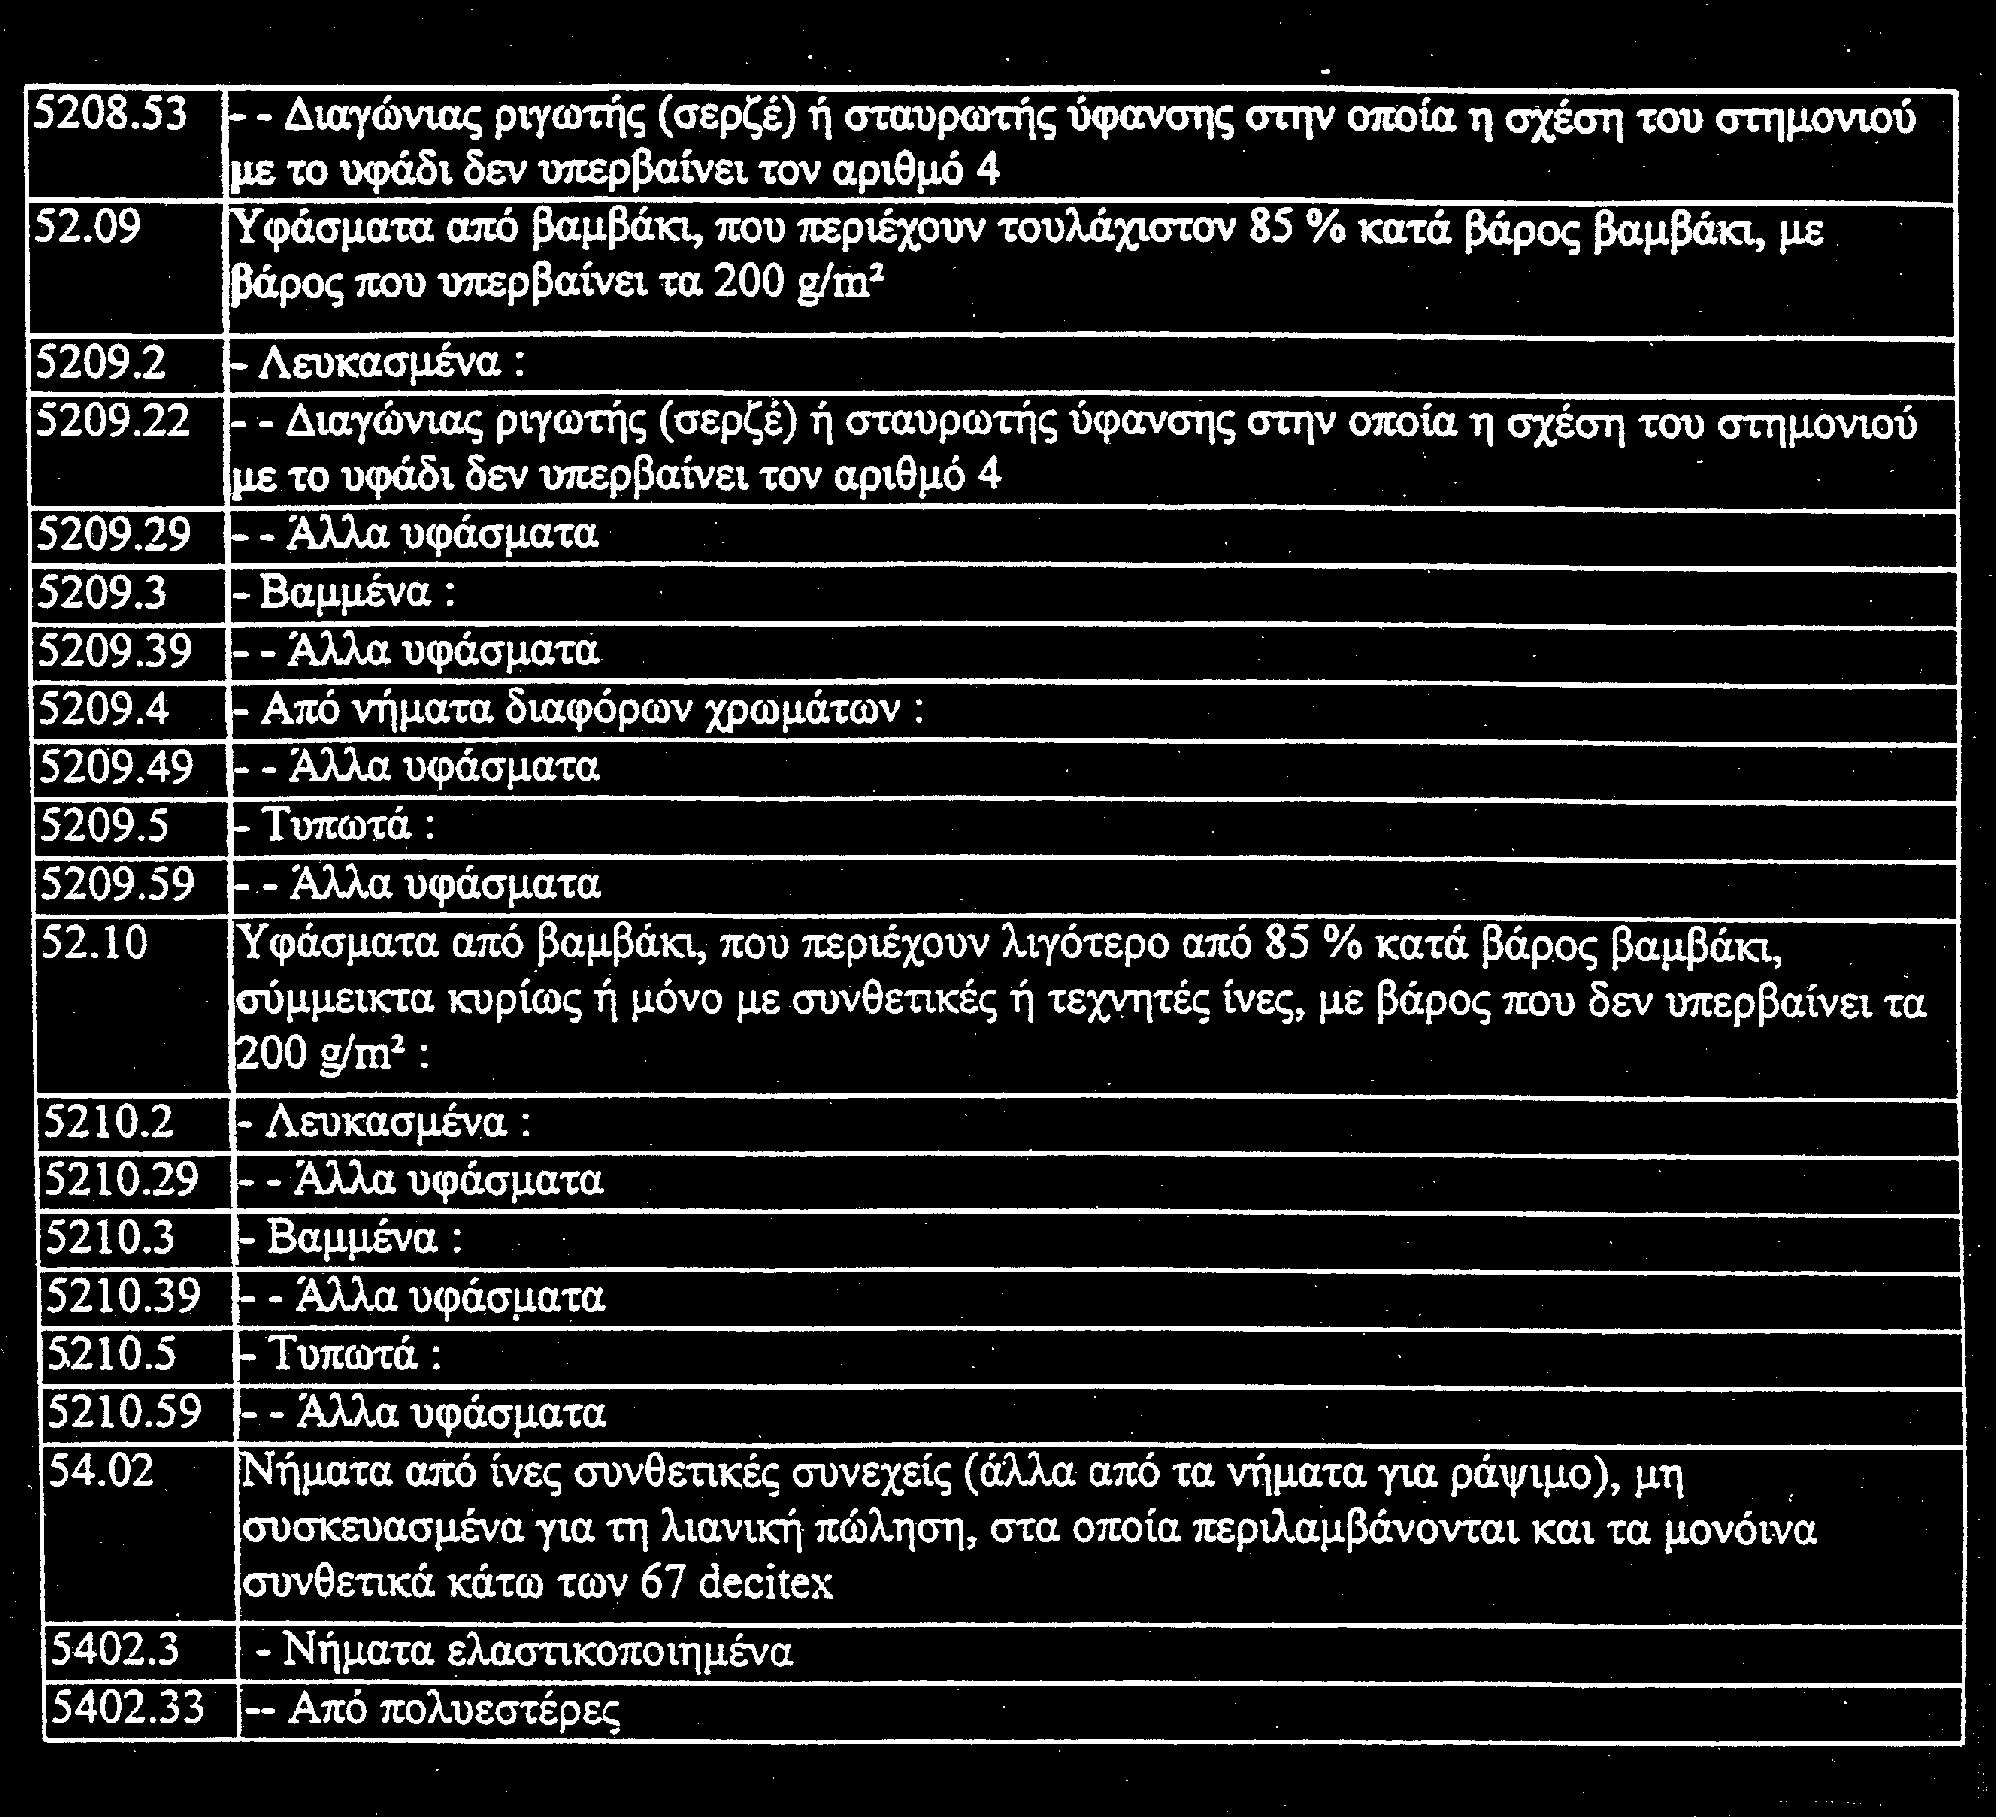 5208.53 - - Διαγώνιας ριγωτής (σερζέ) ή σταυρωτής ύφανσης στην οποία η σχέση του στημονιού
με το υφάδι δεν υπερβαίνει τον αριθμό 4
52.09 Υφάσματα από βαμβάκι, που περιέχουν τουλάχιστον 85 % κατά βάρος βαμβάκι, με
βάρος που υπερβαίνει τα 200 g/m²
5209.2 - Λευκασμένα :
5209.22 - - Διαγώνιας ριγωτής (σερζέ) ή σταυρωτής ύφανσης στην οποία η σχέση του στημονιού
με το υφάδι δεν υπερβαίνει τον αριθμό 4
5209.29 - - Άλλα υφάσματα
5209.3 - Βαμμένα :
5209.39 - - Άλλα υφάσματα
5209.4 - Από νήματα διαφόρων χρωμάτων :
5209.49 - - Άλλα υφάσματα
5209.5 - Τυπωτά :
5209.59 - - Άλλα υφάσματα
52.10 Υφάσματα από βαμβάκι, που περιέχουν λιγότερο από 85 % κατά βάρος βαμβάκι,
σύμμεικτα κυρίως ή μόνο με συνθετικές ή τεχνητές ίνες, με βάρος που δεν υπερβαίνει τα
200 g/m² :
5210.2 - Λευκασμένα :
5210.29 - - Άλλα υφάσματα
5210.3 - Βαμμένα :
5210.39 - - Άλλα υφάσματα
5210.5 - Τυπωτά :
5210.59 - - Άλλα υφάσματα
54.02 Νήματα από ίνες συνθετικές συνεχείς (άλλα από τα νήματα για ράψιμο), μη
συσκευασμένα για τη λιανική πώληση, στα οποία περιλαμβάνονται και τα μονόινα
συνθετικά κάτω των 67 decitex
5402.3 - Νήματα ελαστικοποιημένα
5402.33 -- Από πολυεστέρες